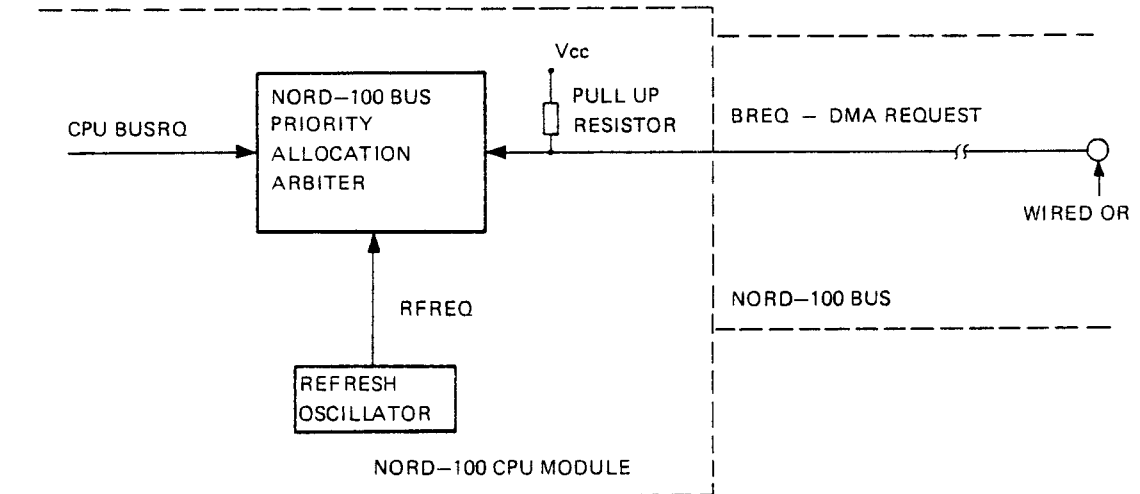 Vcc
NORD–100 BUS
PRIORITY
ALLOCATION
ARBITER
CPU BUSRQ
PULL UP
RESISTOR
BREQ – DMA REQUEST
WIRED OR
RFREQ
NORD–100 BUS
REFRESH
OSCILLATOR
NORD–100 CPU MODULE